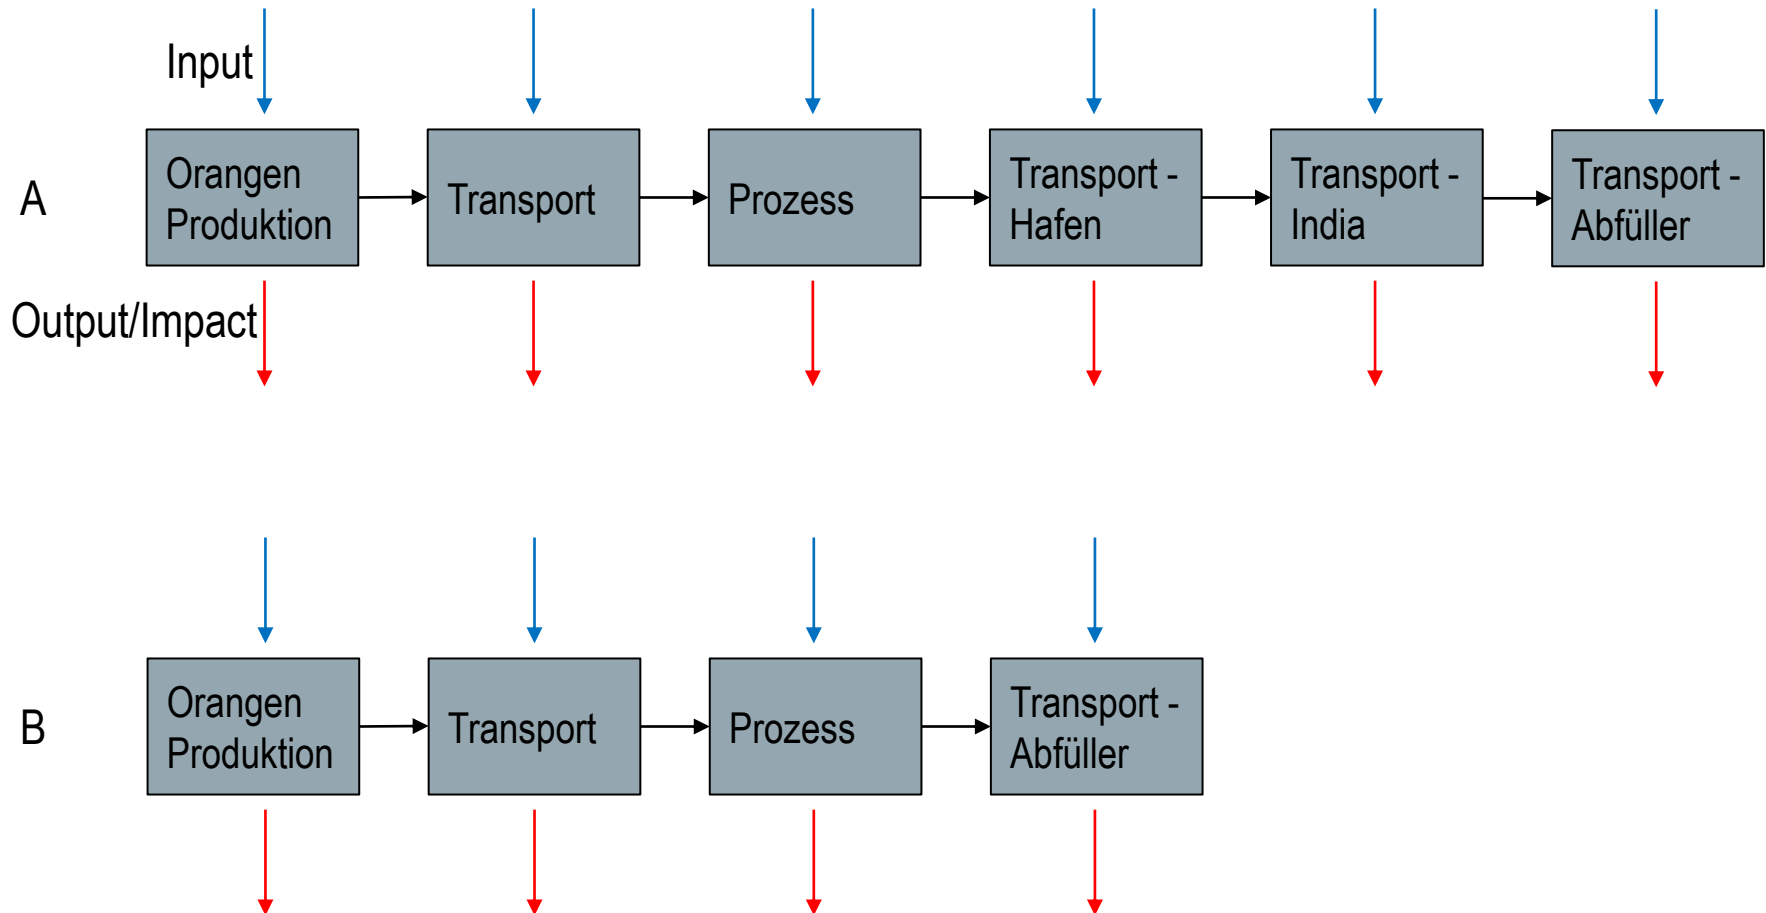 Input
A
Orangen
Produktion
Transport
Prozess
Transport -
Hafen
Transport -
India
Transport -
Abfüller
Output/Impact
B
Orangen
Produktion
Transport
Prozess
Transport -
Abfüller